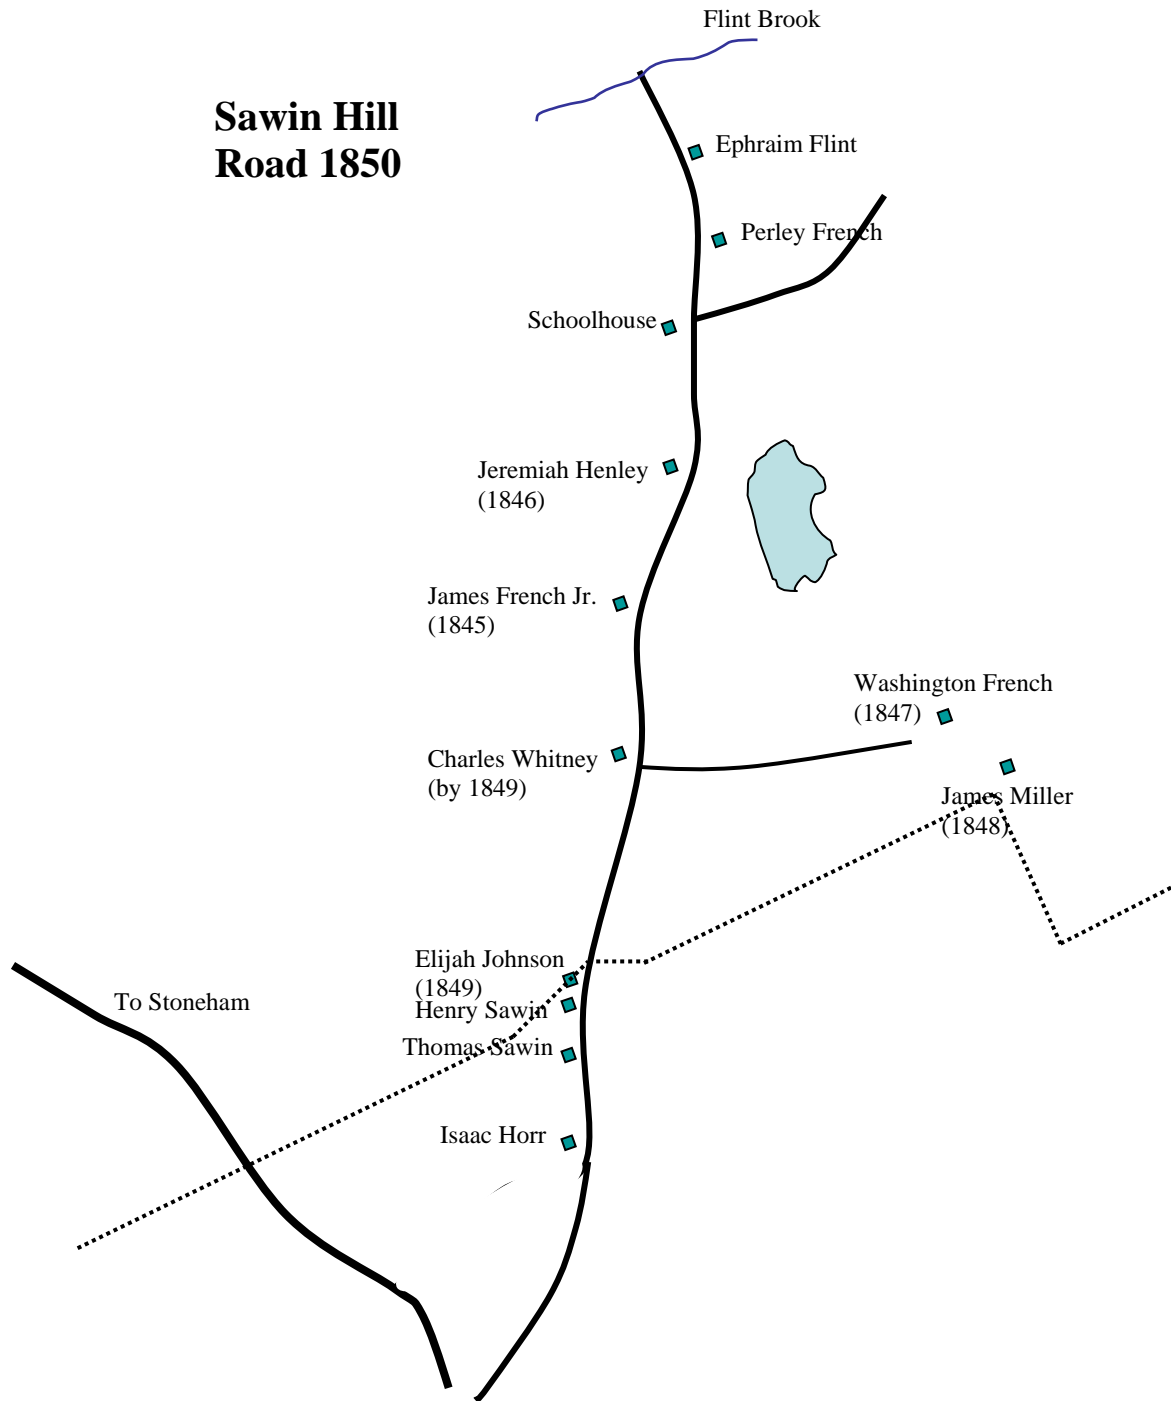 Flint Brook
Sawin Hill
Road 1850
Ephraim Flint
Perley French
Schoolhouse
Jeremiah Henley
(1846)
James French Jr.
(1845)
Washington French
(1847)
Charles Whitney
(by 1849)
James Miller
(1848)
Elijah Johnson
(1849)
To Stoneham
Henry Sawin
Thomas Sawin
Isaac Horr